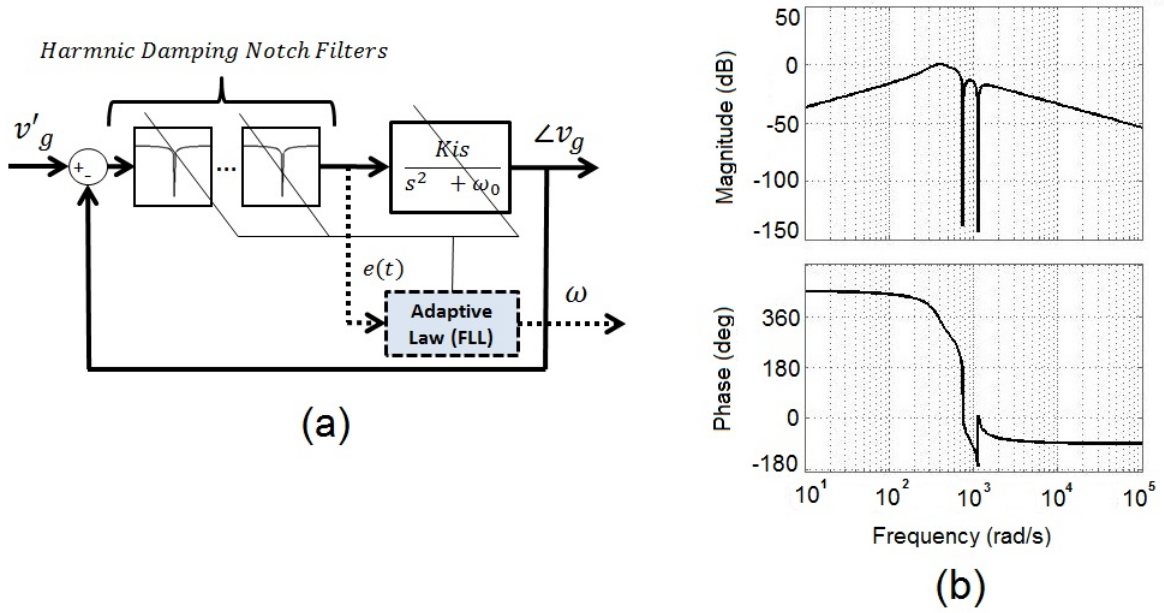 Harmnic Damping Notch Filters
v'g
+
-
...
Kis
s² + ω₀
∠vg
e(t)
Adaptive
Law (FLL)
ω
(a)
50
0
-50
-100
-150
Magnitude (dB)
360
180
0
-180
Phase (deg)
10¹ 10² 10³ 10⁴ 10⁵
Frequency (rad/s)
(b)